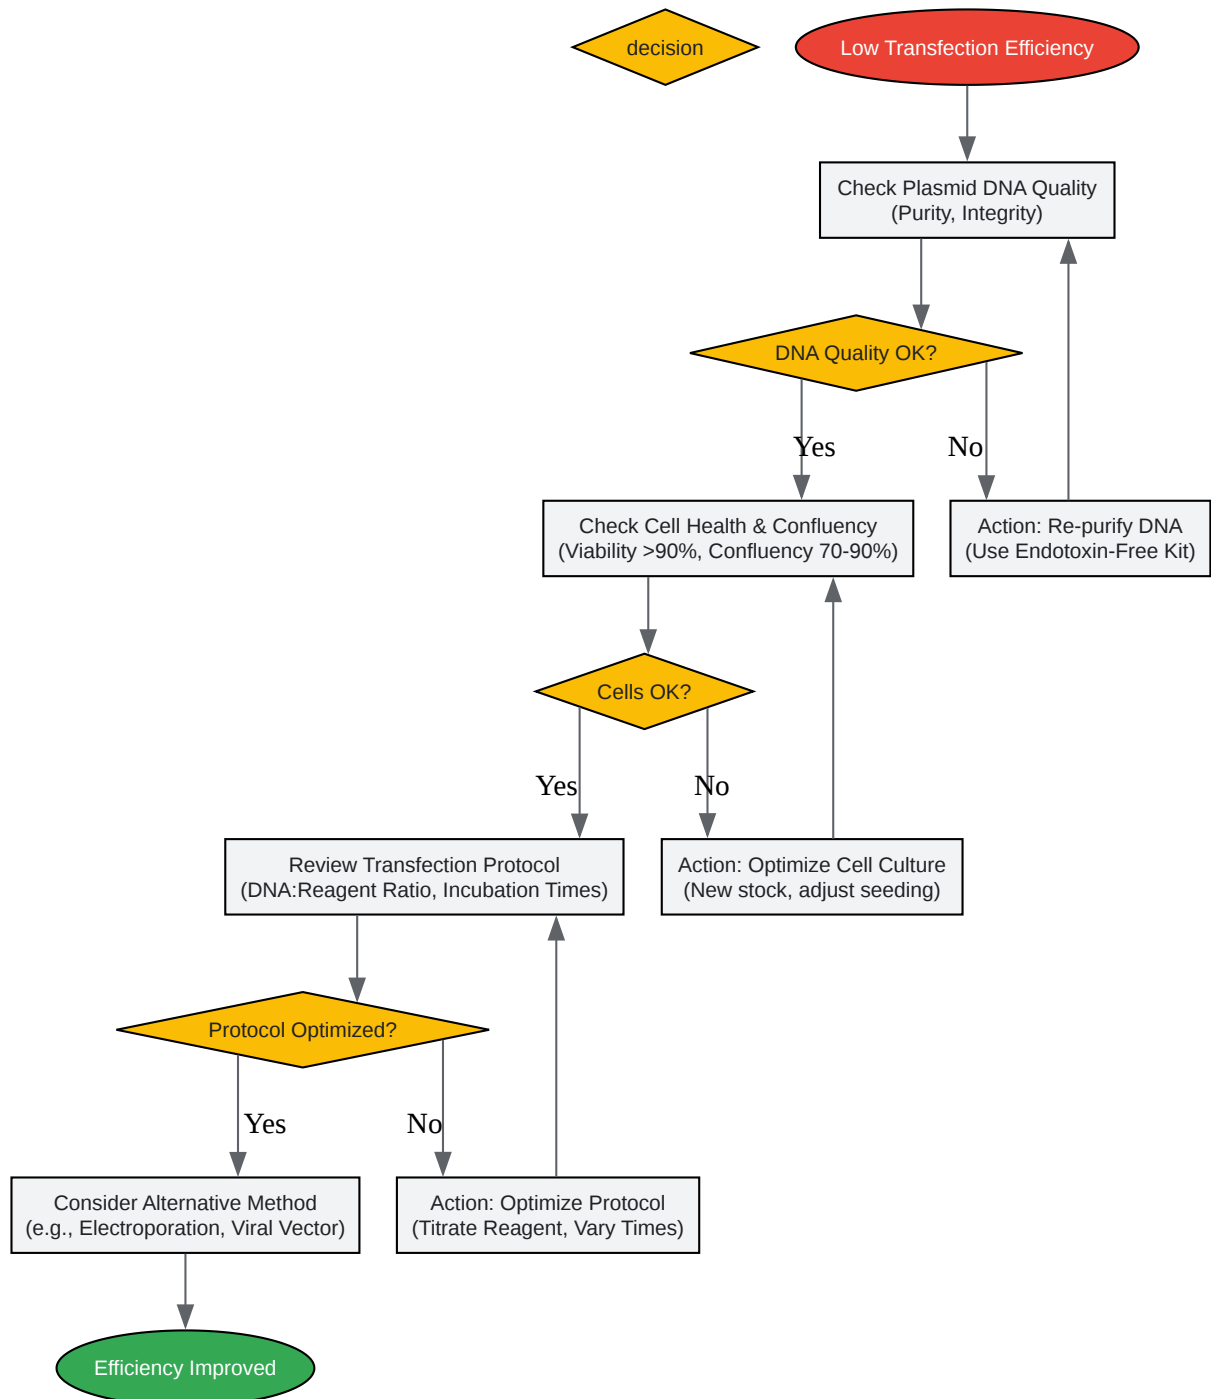 decision
Low Transfection Efficiency
Check Plasmid DNA Quality
(Purity, Integrity)
DNA Quality OK?
Yes
No
Check Cell Health & Confluency
(Viability >90%, Confluency 70-90%)
Action: Re-purify DNA
(Use Endotoxin-Free Kit)
Cells OK?
Yes
No
Review Transfection Protocol
(DNA:Reagent Ratio, Incubation Times)
Action: Optimize Cell Culture
(New stock, adjust seeding)
Protocol Optimized?
Yes
No
Consider Alternative Method
(e.g., Electroporation, Viral Vector)
Action: Optimize Protocol
(Titrate Reagent, Vary Times)
Efficiency Improved